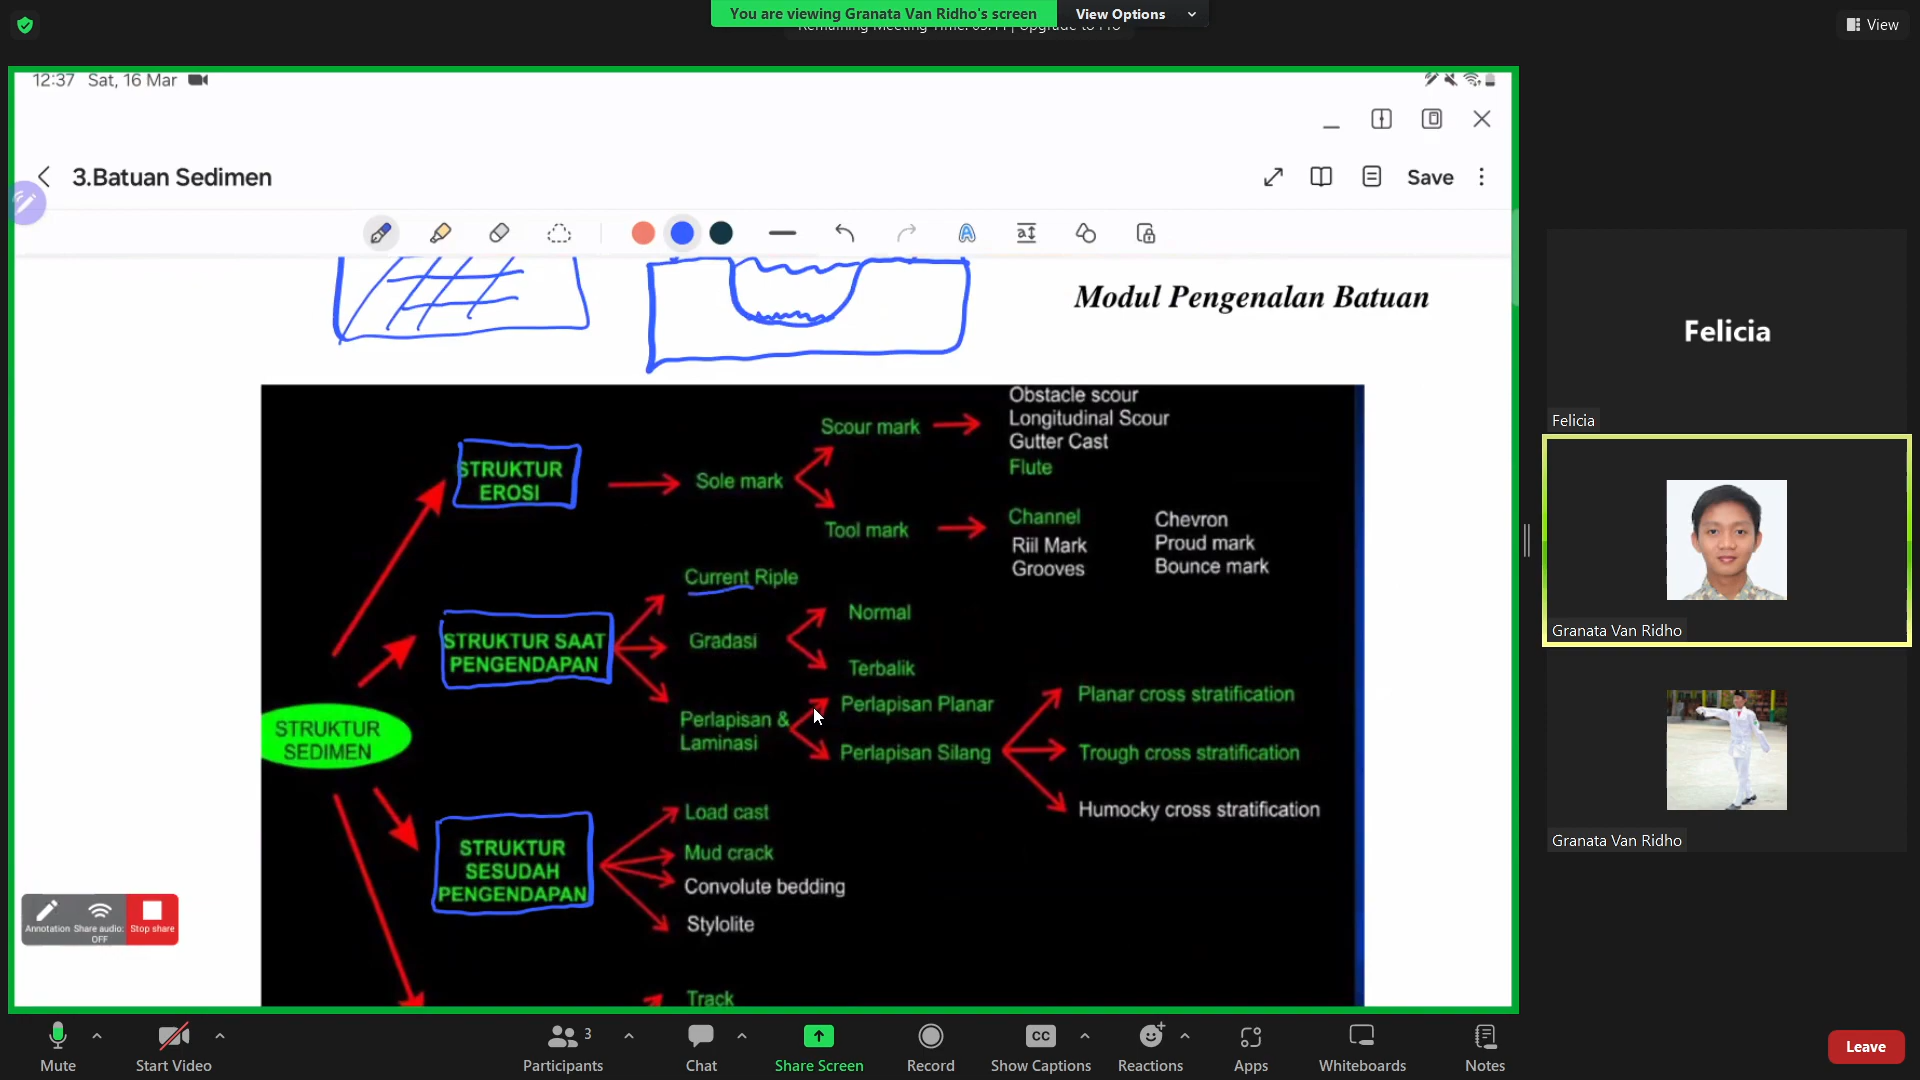 You are viewing Granata Van Ridho's screen
View Options
View
12:37 Sat, 16 Mar
3.Batuan Sedimen
Save
Modul Pengenalan Batuan
Felicia
Felicia
Granata Van Ridho
Granata Van Ridho
STRUKTUR
SEDIMEN
STRUKTUR
EROSI
Sole mark
Scour mark
Obstacle scour
Longitudinal Scour
Gutter Cast
Flute
Tool mark
Channel
Riil Mark
Grooves
Chevron
Proud mark
Bounce mark
STRUKTUR SAAT
PENGENDAPAN
Current Riple
Gradasi
Normal
Terbalik
Perlapisan &
Laminasi
Perlapisan Planar
Perlapisan Silang
Planar cross stratification
Trough cross stratification
Humocky cross stratification
STRUKTUR
SESUDAH
PENGENDAPAN
Load cast
Mud crack
Convolute bedding
Stylolite
Track
Annotation
Share audio:
OFF
Stop share
Mute
Start Video
Participants
3
Chat
Share Screen
Record
CC
Show Captions
Reactions
Apps
Whiteboards
Notes
Leave